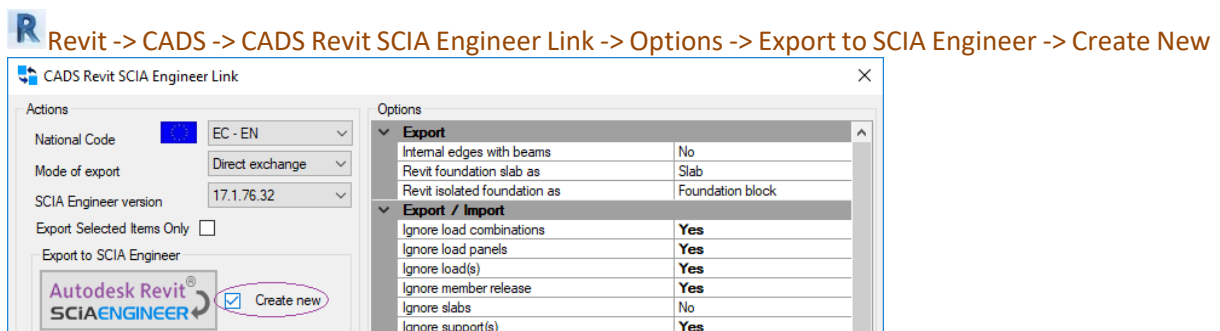 R Revit -> CADS -> CADS Revit SCIA Engineer Link -> Options -> Export to SCIA Engineer -> Create New
CADS Revit SCIA Engineer Link
Actions
National Code EC - EN
Mode of export Direct exchange
SCIA Engineer version 17.1.76.32
Export Selected Items Only
Export to SCIA Engineer
Autodesk Revit®
SCiAENGINEER
Create new
Options
Export
Internal edges with beams No
Revit foundation slab as Slab
Revit isolated foundation as Foundation block
Export / Import
Ignore load combinations Yes
Ignore load panels Yes
Ignore load(s) Yes
Ignore member release Yes
Ignore slabs No
Ignore support(s) Yes